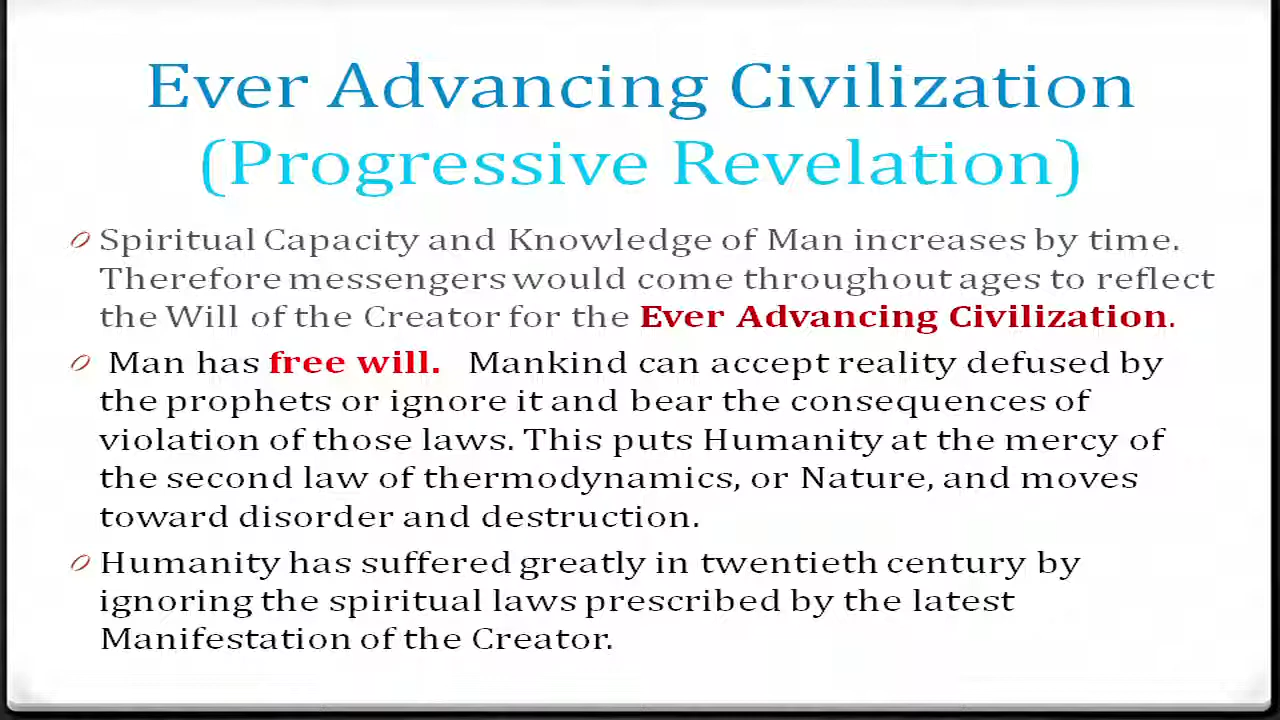 Ever Advancing Civilization
(Progressive Revelation)
Spiritual Capacity and Knowledge of Man increases by time.
Therefore messengers would come throughout ages to reflect
the Will of the Creator for the Ever Advancing Civilization.
Man has free will. Mankind can accept reality defused by
the prophets or ignore it and bear the consequences of
violation of those laws. This puts Humanity at the mercy of
the second law of thermodynamics, or Nature, and moves
toward disorder and destruction.
Humanity has suffered greatly in twentieth century by
ignoring the spiritual laws prescribed by the latest
Manifestation of the Creator.